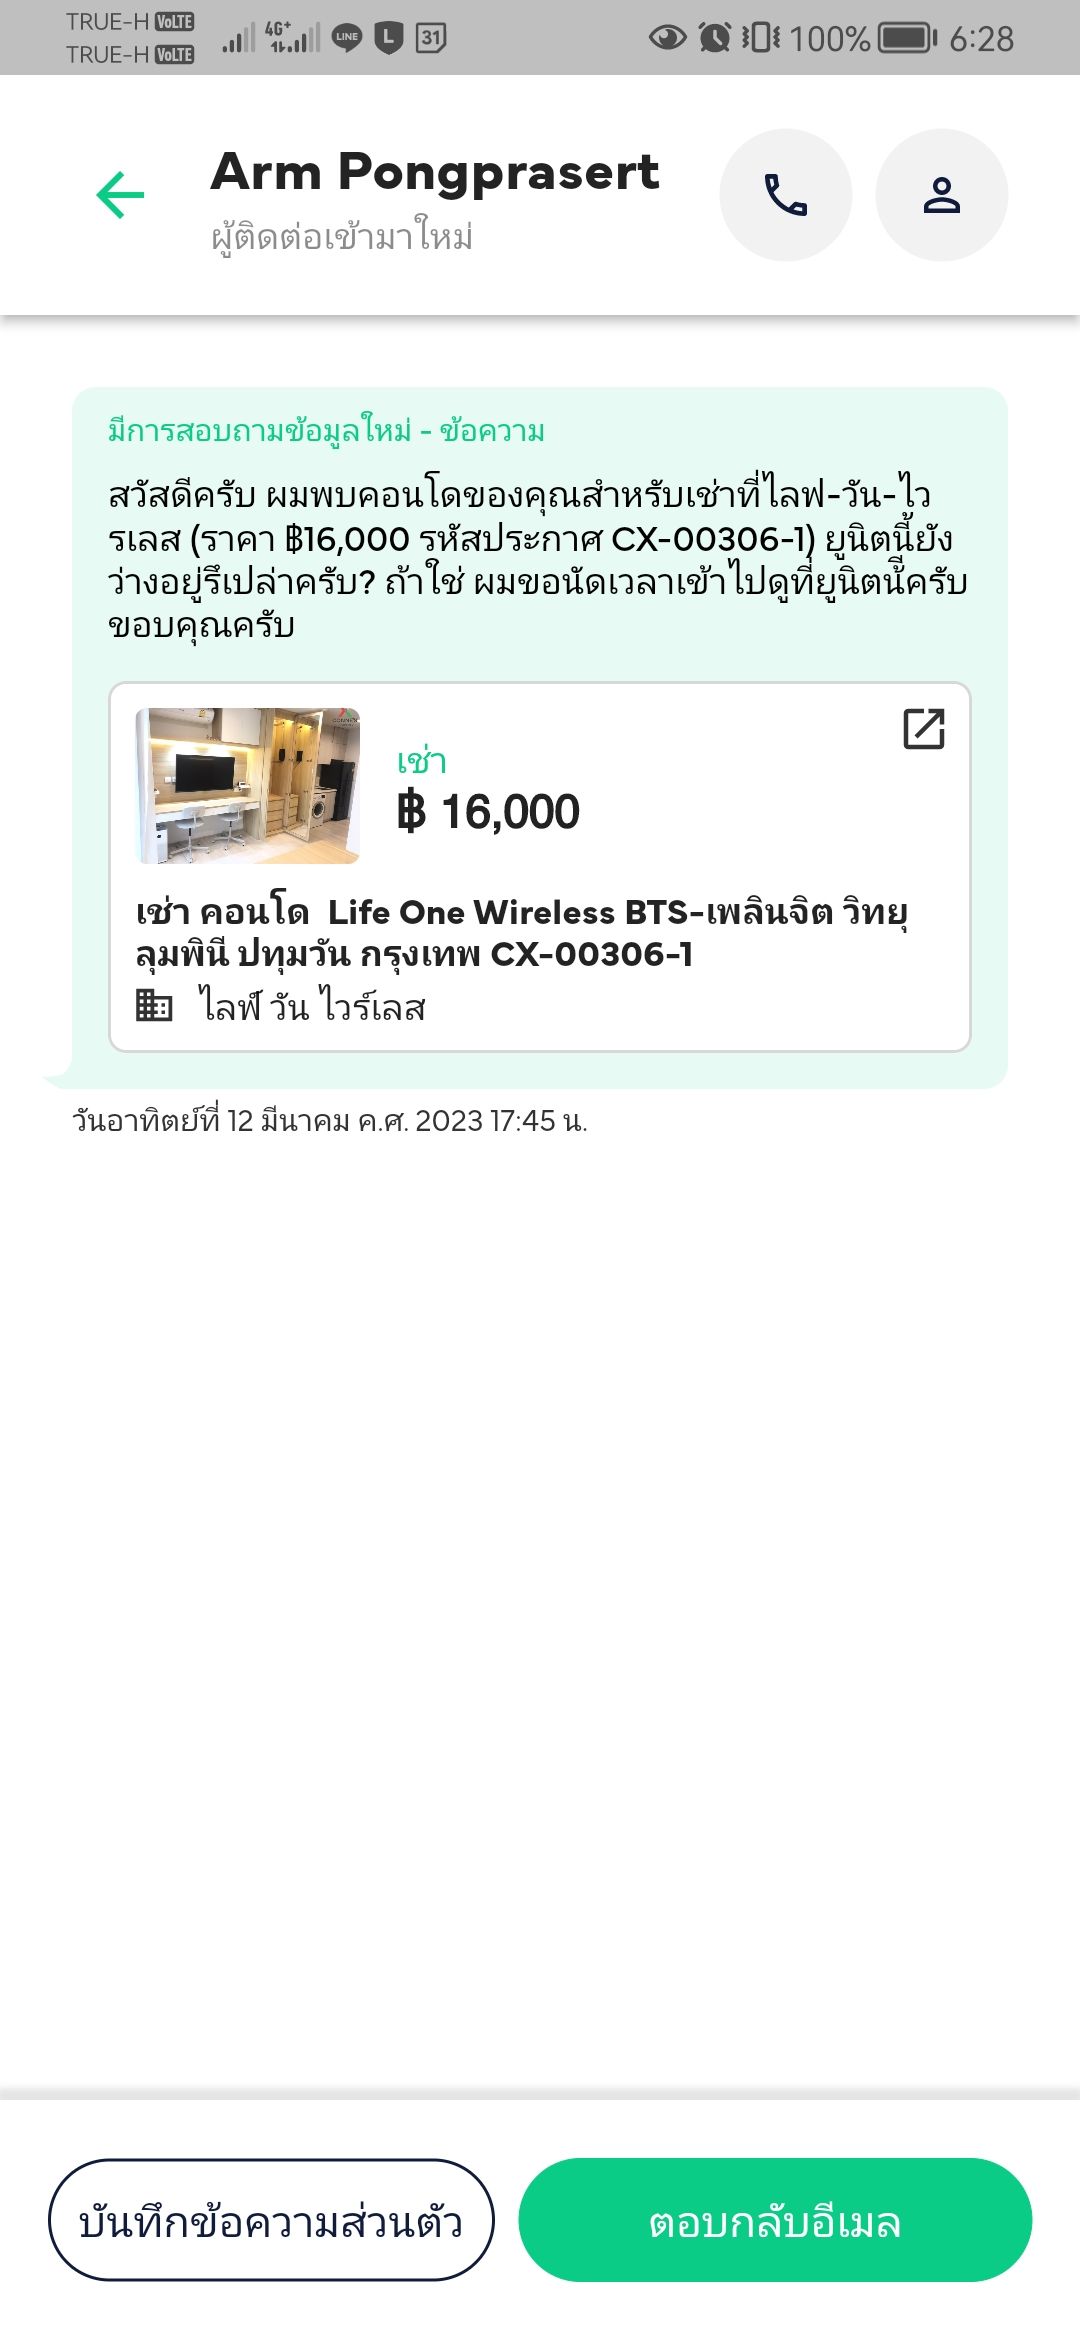 TRUE-H VoLTE
TRUE-H VoLTE
4G+
LINE
L
31
100%
6:28
Arm Pongprasert
ผู้ติดต่อเข้ามาใหม่
มีการสอบถามข้อมูลใหม่ - ข้อความ
สวัสดีครับ ผมพบคอนโดของคุณสำหรับเช่าที่ไลฟ-วัน-ไว
รเลส (ราคา ฿16,000 รหัสประกาศ CX-00306-1) ยูนิตนี้ยัง
ว่างอยู่รึเปล่าครับ? ถ้าใช่ ผมขอนัดเวลาเข้าไปดูที่ยูนิตนี้ครับ
ขอบคุณครับ
เช่า
฿ 16,000
เช่า คอนโด Life One Wireless BTS-เพลินจิต วิทยุ
ลุมพินี ปทุมวัน กรุงเทพ CX-00306-1
ไลฟ์ วัน ไวร์เลส
วันอาทิตย์ที่ 12 มีนาคม ค.ศ. 2023 17:45 น.
บันทึกข้อความส่วนตัว
ตอบกลับอีเมล